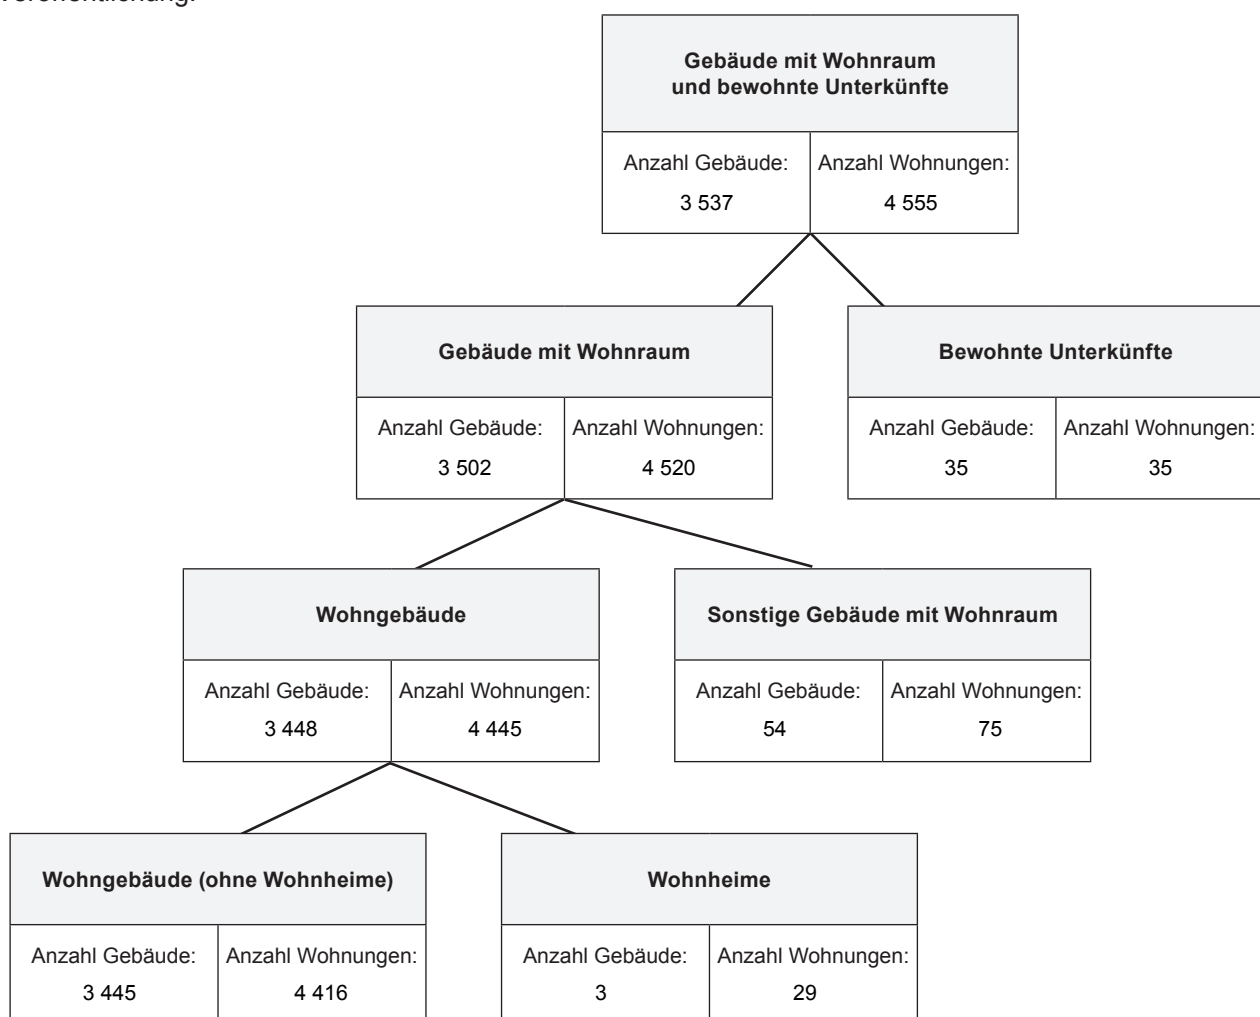 Veröffentlichung.
Gebäude mit Wohnraum
und bewohnte Unterkünfte
Anzahl Gebäude: Anzahl Wohnungen:
3 537 4 555
Gebäude mit Wohnraum Bewohnte Unterkünfte
Anzahl Gebäude: Anzahl Wohnungen: Anzahl Gebäude: Anzahl Wohnungen:
3 502 4 520 35 35
Wohngebäude Sonstige Gebäude mit Wohnraum
Anzahl Gebäude: Anzahl Wohnungen: Anzahl Gebäude: Anzahl Wohnungen:
3 448 4 445 54 75
Wohngebäude (ohne Wohnheime) Wohnheime
Anzahl Gebäude: Anzahl Wohnungen: Anzahl Gebäude: Anzahl Wohnungen:
3 445 4 416 3 29